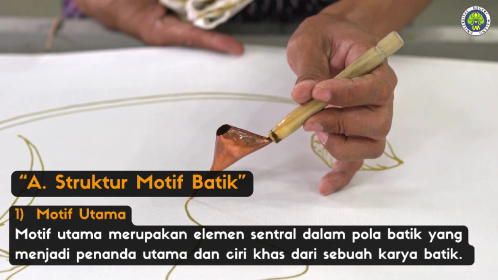 “A. Struktur Motif Batik”
1) Motif Utama
Motif utama merupakan elemen sentral dalam pola batik yang
menjadi penanda utama dan ciri khas dari sebuah karya batik.